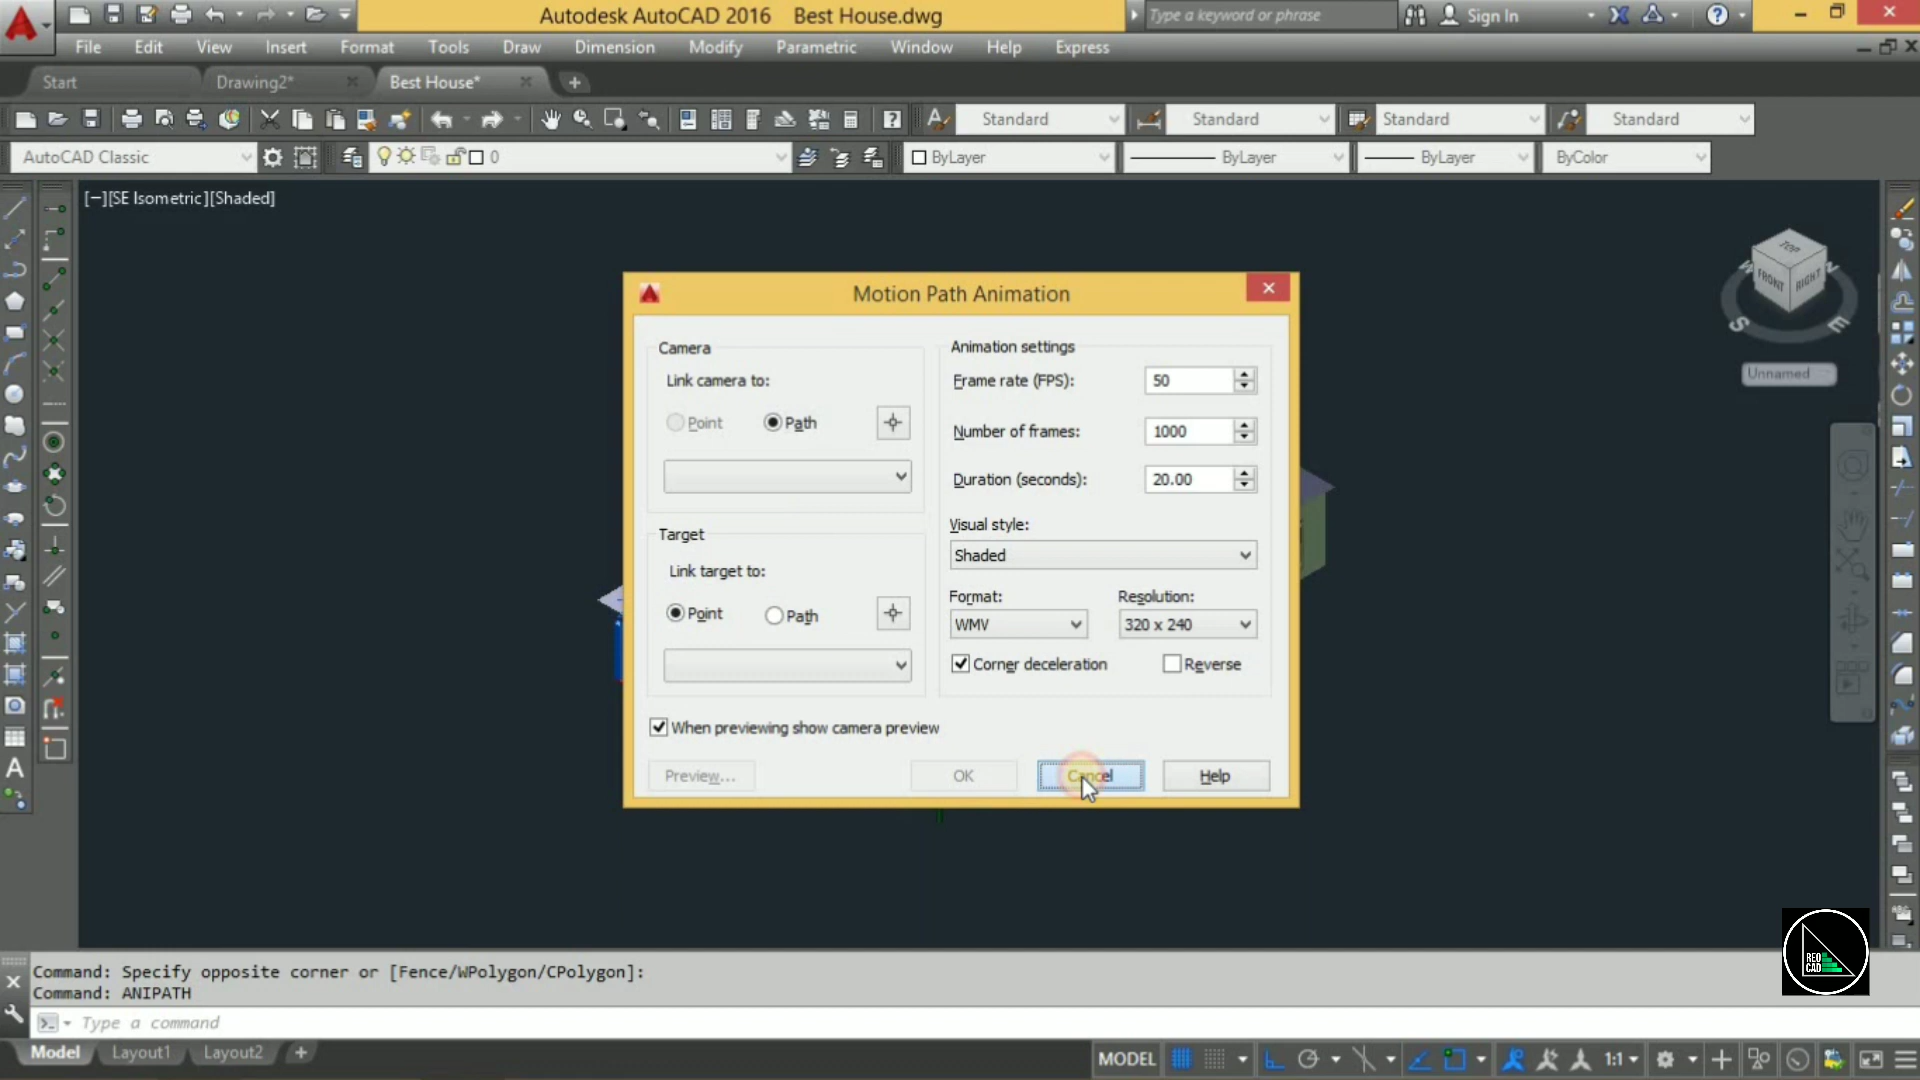 Autodesk AutoCAD 2016 Best House.dwg
Type a keyword or phrase
Sign In
File Edit View Insert Format Tools Draw Dimension Modify Parametric Window Help Express
Start Drawing2* Best House*
Standard Standard Standard Standard
AutoCAD Classic 0 ByLayer ByLayer ByLayer ByColor
[−][SE Isometric][Shaded]
TOP
FRONT RIGHT
S E
Unnamed
Motion Path Animation
Camera
Link camera to:
Point Path
Target
Link target to:
Point Path
Animation settings
Frame rate (FPS): 50
Number of frames: 1000
Duration (seconds): 20.00
Visual style:
Shaded
Format: Resolution:
WMV 320 x 240
Corner deceleration Reverse
When previewing show camera preview
Preview... OK Cancel Help
A
REO
CAD
Command: Specify opposite corner or [Fence/WPolygon/CPolygon]:
Command: ANIPATH
Type a command
Model Layout1 Layout2 +
MODEL 1:1